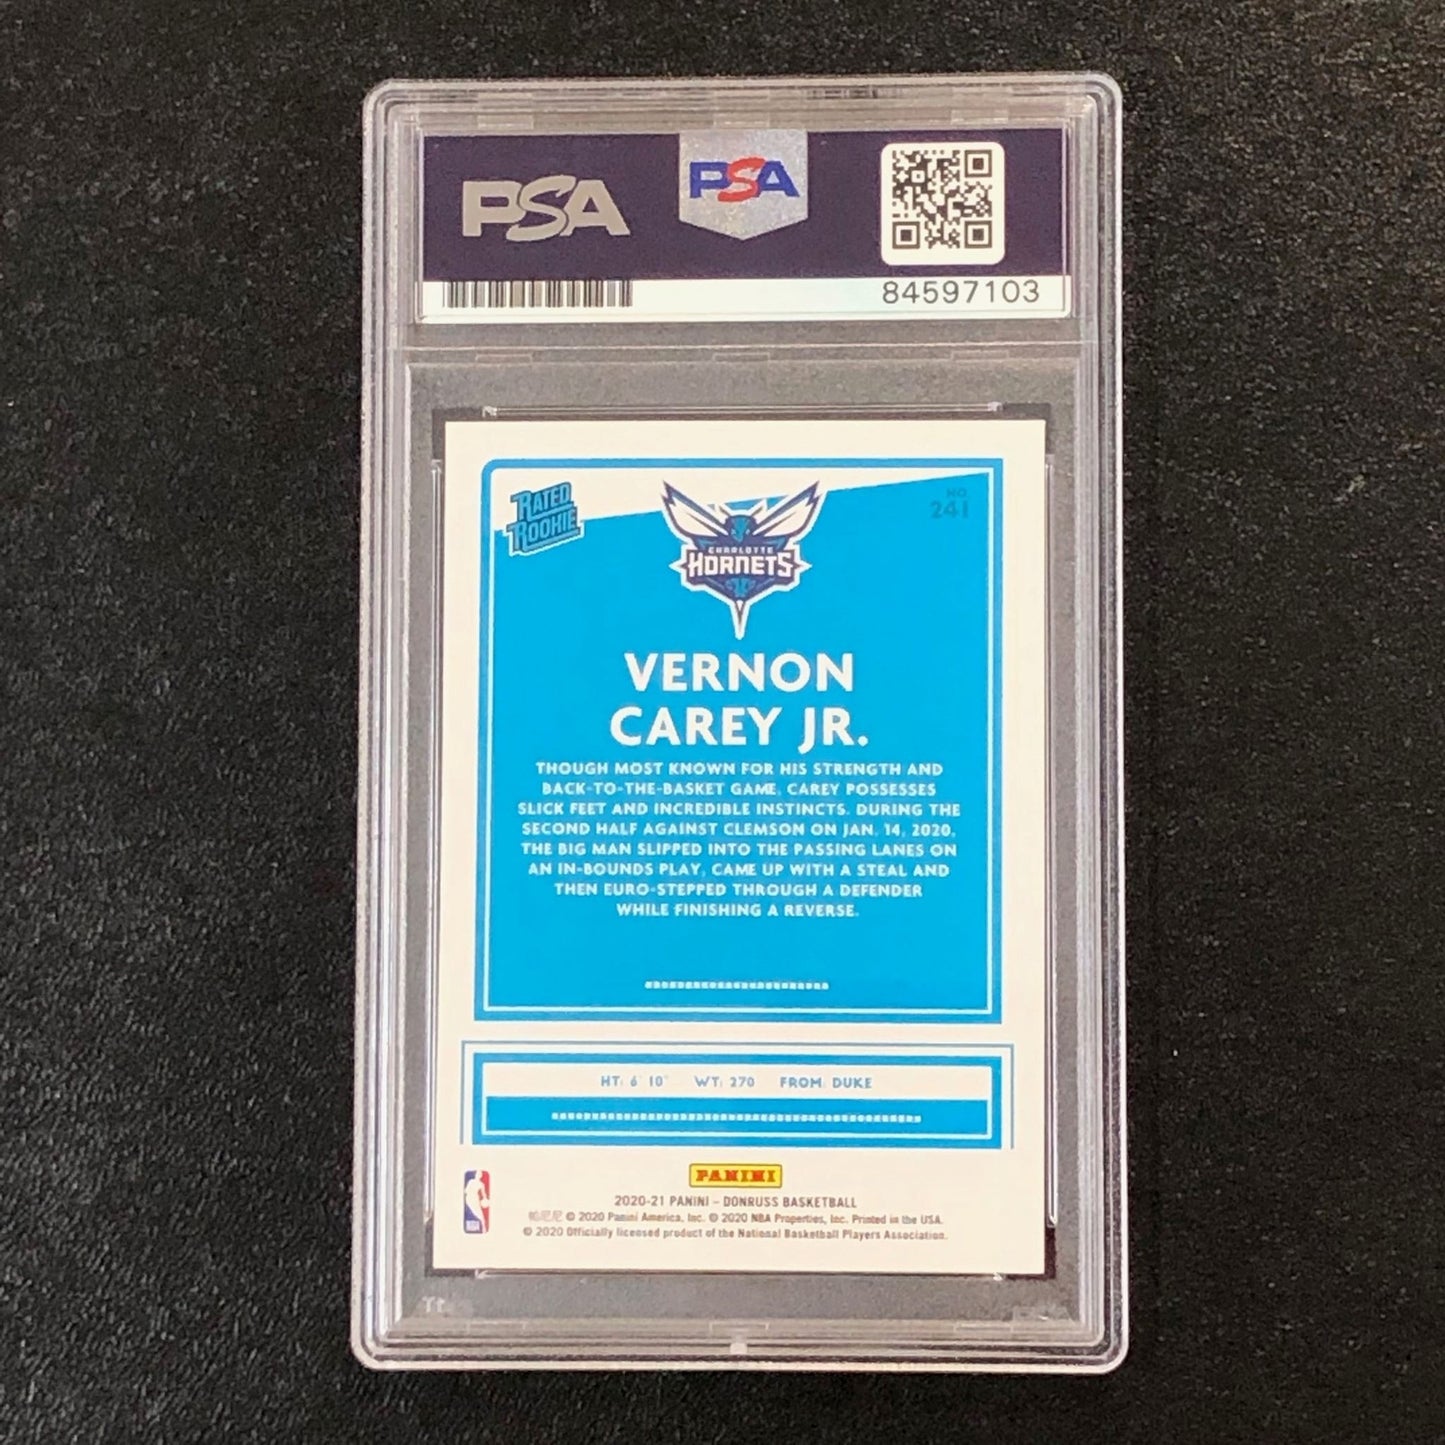 PSA
PSA
84597103
RATED
ROOKIE
NO.
241
CHARLOTTE
HORNETS
VERNON
CAREY JR.
THOUGH MOST KNOWN FOR HIS STRENGTH AND
BACK-TO-THE-BASKET GAME, CAREY POSSESSES
SLICK FEET AND INCREDIBLE INSTINCTS. DURING THE
SECOND HALF AGAINST CLEMSON ON JAN. 14, 2020,
THE BIG MAN SLIPPED INTO THE PASSING LANES ON
AN IN-BOUNDS PLAY, CAME UP WITH A STEAL AND
THEN EURO-STEPPED THROUGH A DEFENDER
WHILE FINISHING A REVERSE.
HT: 6' 10" WT: 270 FROM: DUKE
PANINI
2020-21 PANINI – DONRUSS BASKETBALL
帕尼尼 © 2020 Panini America, Inc. © 2020 NBA Properties, Inc. Printed in the USA.
© 2020 Officially licensed product of the National Basketball Players Association.
NBA